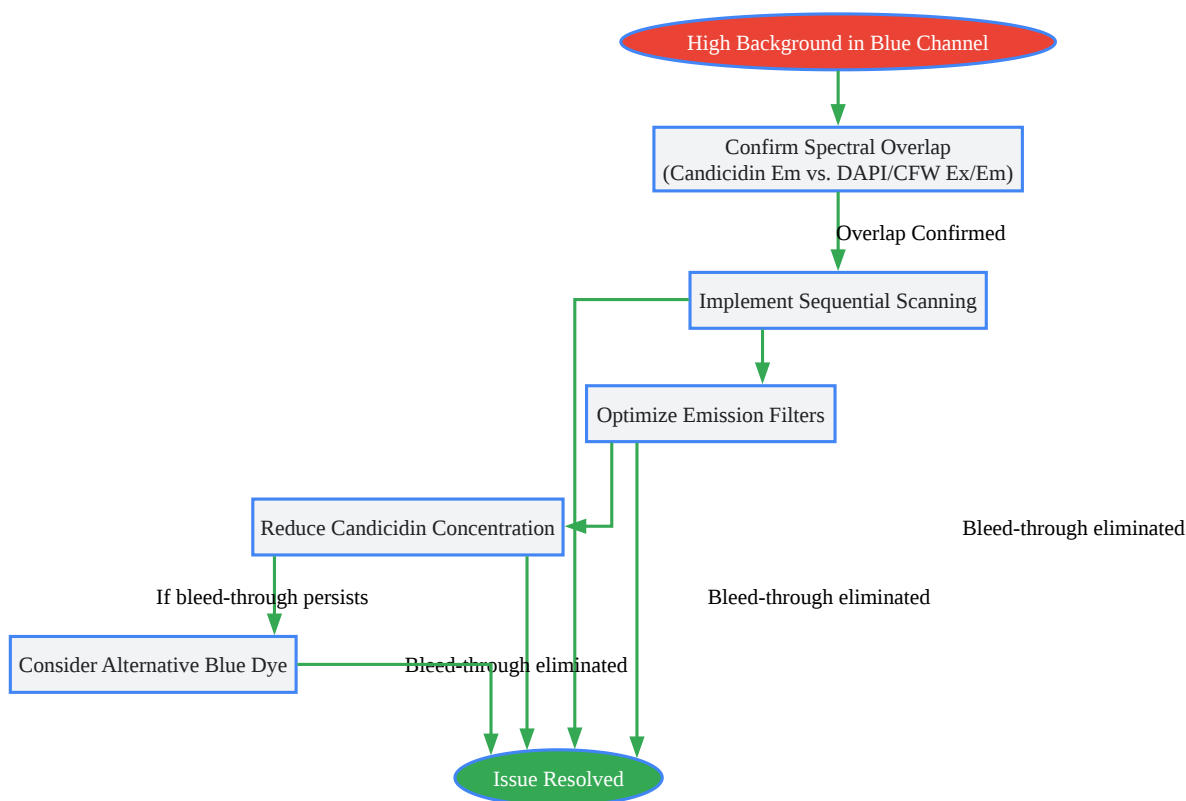 High Background in Blue Channel
Confirm Spectral Overlap
(Candicidin Em vs. DAPI/CFW Ex/Em)
Overlap Confirmed
Implement Sequential Scanning
Optimize Emission Filters
Reduce Candicidin Concentration
Bleed-through eliminated
If bleed-through persists
Bleed-through eliminated
Consider Alternative Blue Dye
Bleed-through eliminated
Issue Resolved